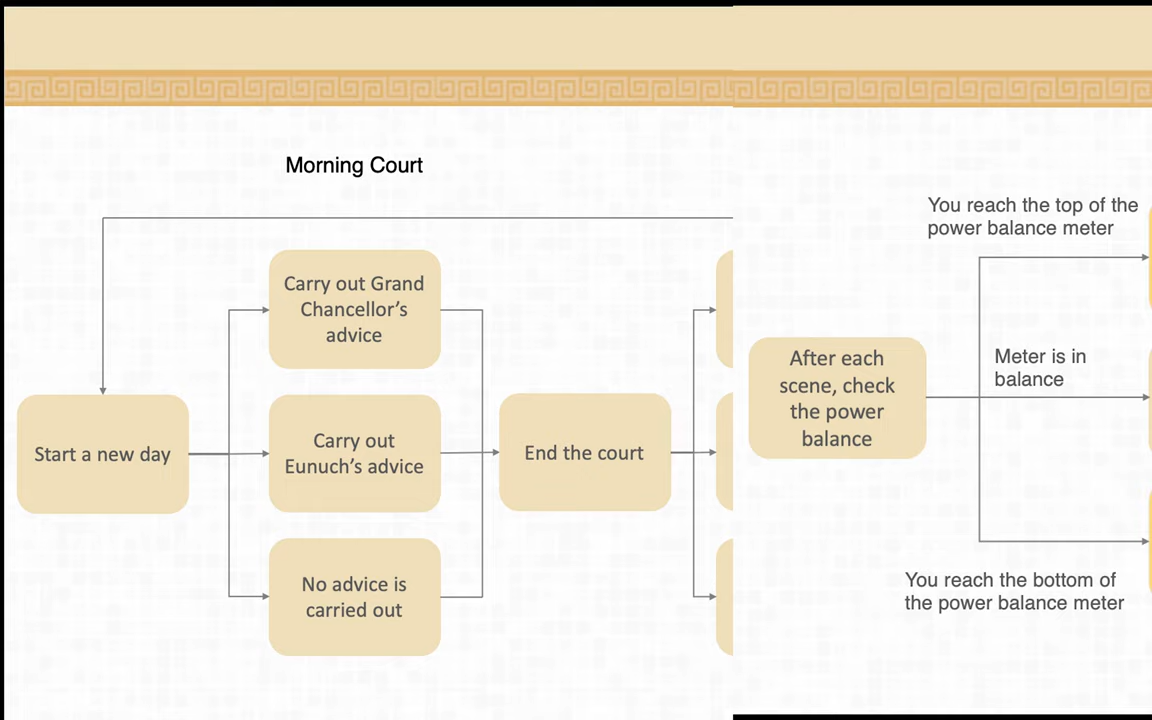 Morning Court
Carry out Grand
Chancellor’s
advice
Start a new day
Carry out
Eunuch’s advice
No advice is
carried out
End the court
After each
scene, check
the power
balance
You reach the top of the
power balance meter
Meter is in
balance
You reach the bottom of
the power balance meter